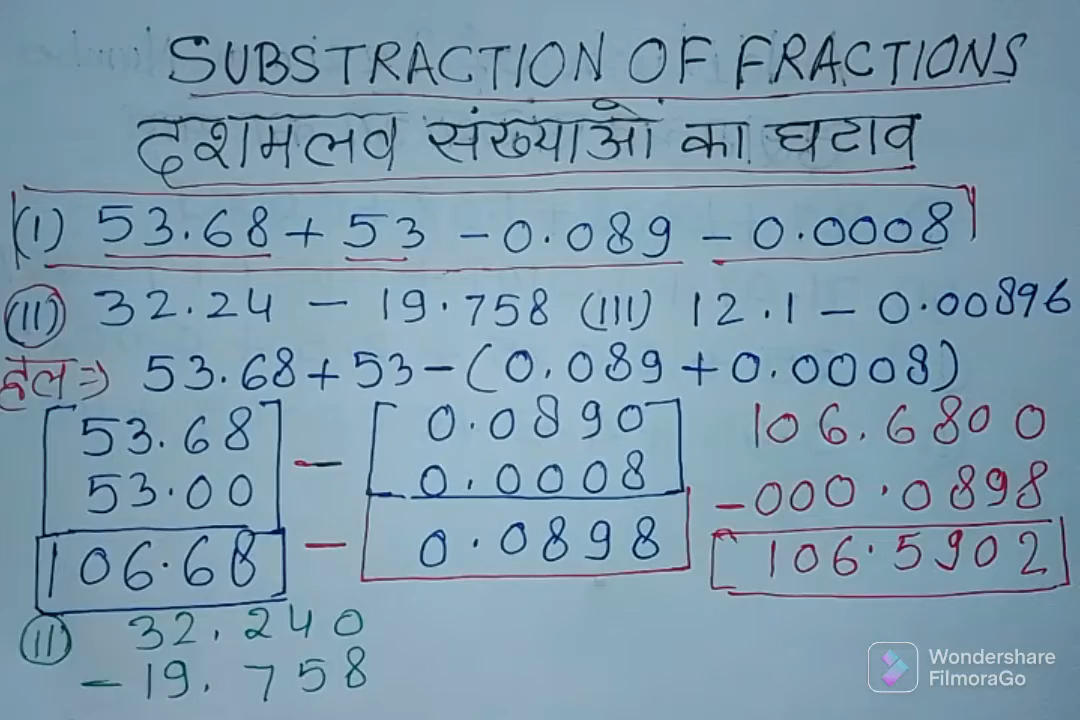 SUBSTRACTION OF FRACTIONS
दशमलव संख्याओं का घटाव
(I) 53.68 + 53 - 0.089 - 0.0008
(II) 32.24 - 19.758 (III) 12.1 - 0.00896
हल⇒ 53.68 + 53 - (0.089 + 0.0008)
53.68 - 0.0890 106.6800
53.00 0.0008 - 000.0898
106.68 - 0.0898 106.5902
(II) 32.240
- 19.758
Wondershare
FilmoraGo